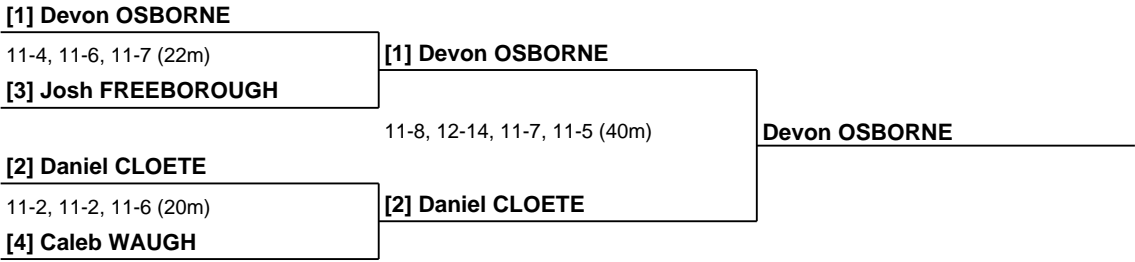 [1] Devon OSBORNE
11-4, 11-6, 11-7 (22m)
[1] Devon OSBORNE
[3] Josh FREEBOROUGH
11-8, 12-14, 11-7, 11-5 (40m)
Devon OSBORNE
[2] Daniel CLOETE
11-2, 11-2, 11-6 (20m)
[2] Daniel CLOETE
[4] Caleb WAUGH